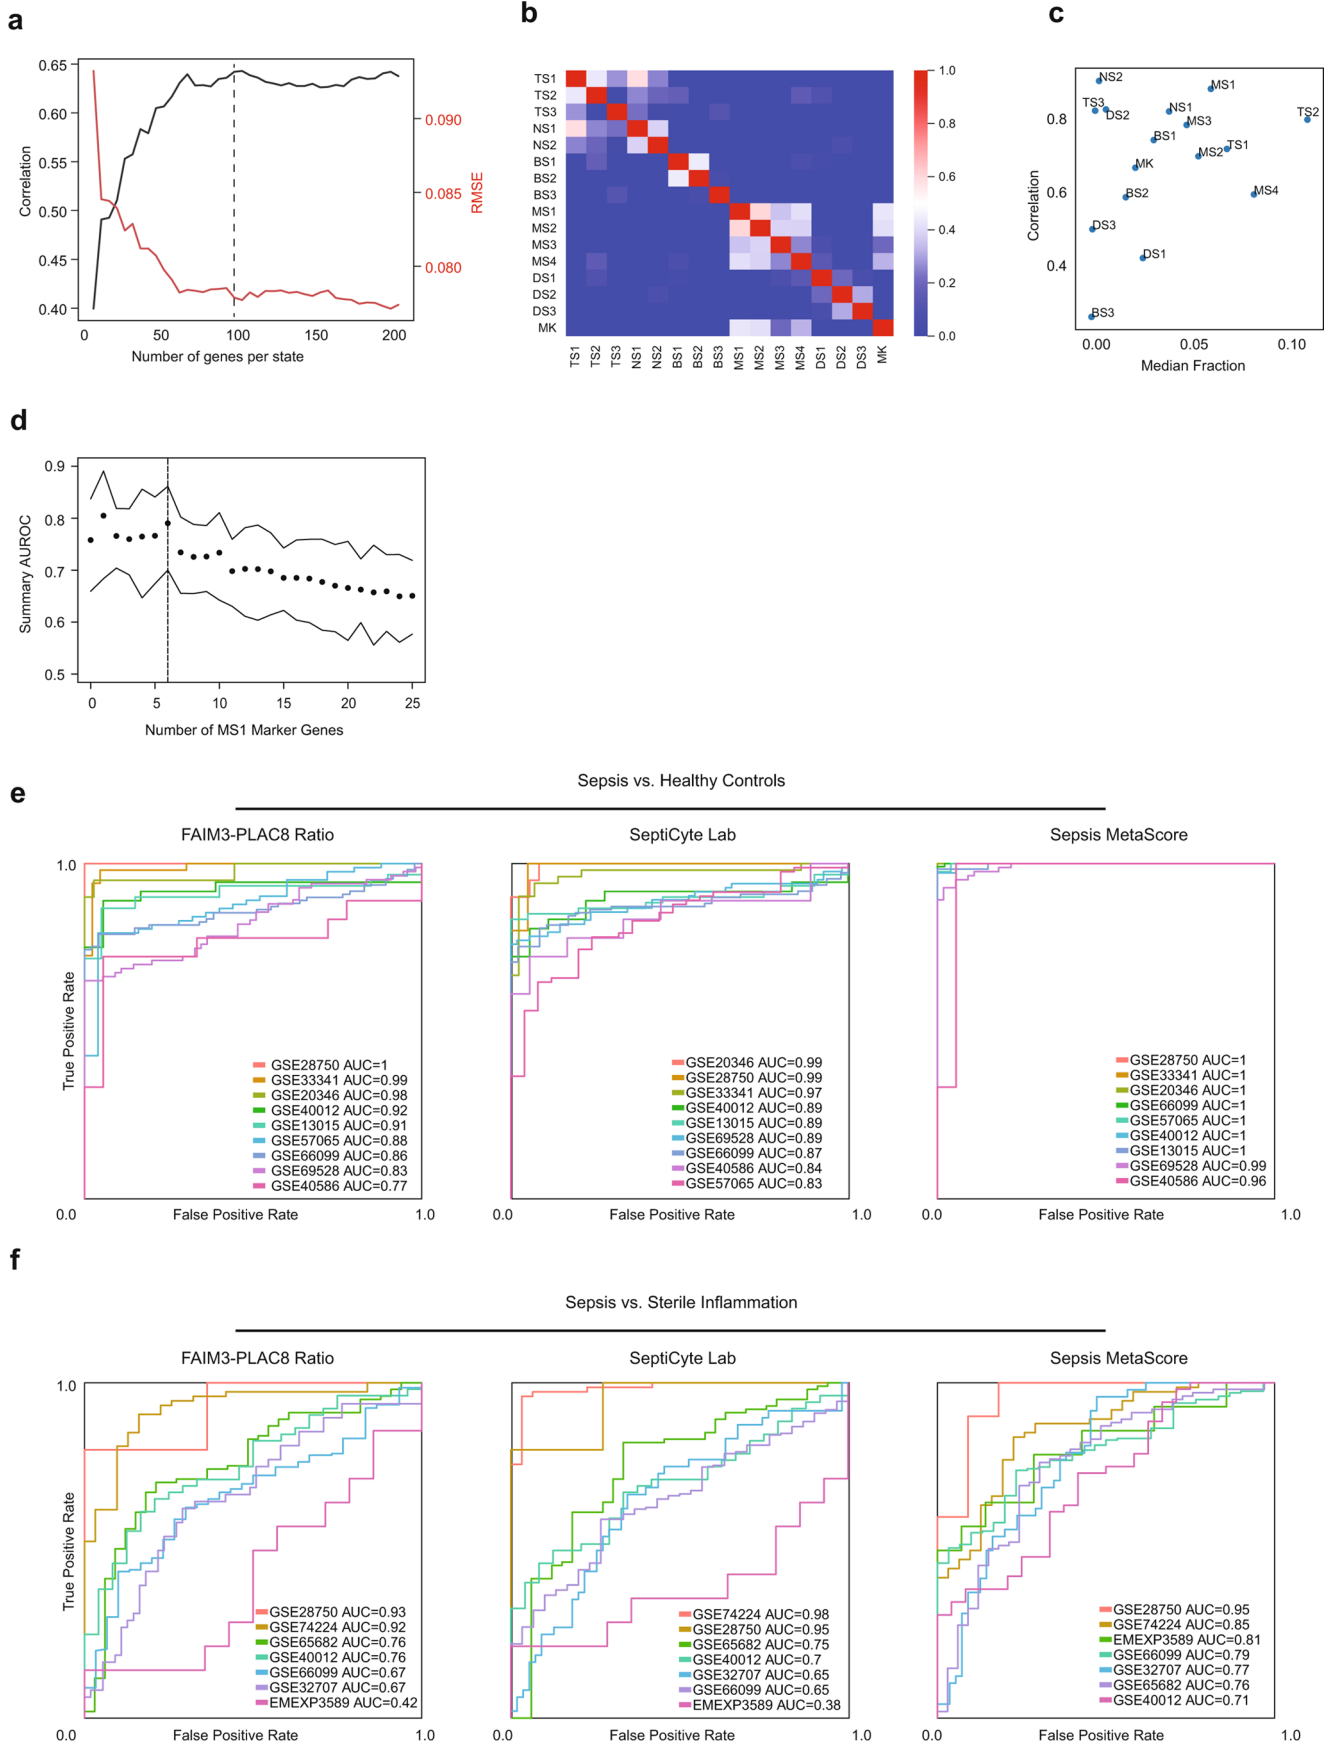 a
0.65
0.60
0.55
0.50
0.45
0.40
Correlation
0.090
0.085
0.080
RMSE
0 50 100 150 200
Number of genes per state
b
TS1
TS2
TS3
NS1
NS2
BS1
BS2
BS3
MS1
MS2
MS3
MS4
DS1
DS2
DS3
MK
TS1 TS2 TS3 NS1 NS2 BS1 BS2 BS3 MS1 MS2 MS3 MS4 DS1 DS2 DS3 MK
1.0
0.8
0.6
0.4
0.2
0.0
c
NS2
MS1
TS3
DS2
NS1
MS3
TS2
BS1
MS2
TS1
MK
BS2
MS4
DS3
DS1
BS3
0.8
0.6
0.4
Correlation
0.00 0.05 0.10
Median Fraction
d
0.9
0.8
0.7
0.6
0.5
Summary AUROC
0 5 10 15 20 25
Number of MS1 Marker Genes
e
Sepsis vs. Healthy Controls
FAIM3-PLAC8 Ratio
1.0
True Positive Rate
GSE28750 AUC=1
GSE33341 AUC=0.99
GSE20346 AUC=0.98
GSE40012 AUC=0.92
GSE13015 AUC=0.91
GSE57065 AUC=0.88
GSE66099 AUC=0.86
GSE69528 AUC=0.83
GSE40586 AUC=0.77
0.0 False Positive Rate 1.0
SeptiCyte Lab
GSE20346 AUC=0.99
GSE28750 AUC=0.99
GSE33341 AUC=0.97
GSE40012 AUC=0.89
GSE13015 AUC=0.89
GSE69528 AUC=0.89
GSE66099 AUC=0.87
GSE40586 AUC=0.84
GSE57065 AUC=0.83
0.0 False Positive Rate 1.0
Sepsis MetaScore
GSE28750 AUC=1
GSE33341 AUC=1
GSE20346 AUC=1
GSE66099 AUC=1
GSE57065 AUC=1
GSE40012 AUC=1
GSE13015 AUC=1
GSE69528 AUC=0.99
GSE40586 AUC=0.96
0.0 False Positive Rate 1.0
f
Sepsis vs. Sterile Inflammation
FAIM3-PLAC8 Ratio
1.0
True Positive Rate
GSE28750 AUC=0.93
GSE74224 AUC=0.92
GSE65682 AUC=0.76
GSE40012 AUC=0.76
GSE66099 AUC=0.67
GSE32707 AUC=0.67
EMEXP3589 AUC=0.42
0.0 False Positive Rate 1.0
SeptiCyte Lab
GSE74224 AUC=0.98
GSE28750 AUC=0.95
GSE65682 AUC=0.75
GSE40012 AUC=0.7
GSE32707 AUC=0.65
GSE66099 AUC=0.65
EMEXP3589 AUC=0.38
0.0 False Positive Rate 1.0
Sepsis MetaScore
GSE28750 AUC=0.95
GSE74224 AUC=0.85
EMEXP3589 AUC=0.81
GSE66099 AUC=0.79
GSE32707 AUC=0.77
GSE65682 AUC=0.76
GSE40012 AUC=0.71
0.0 False Positive Rate 1.0